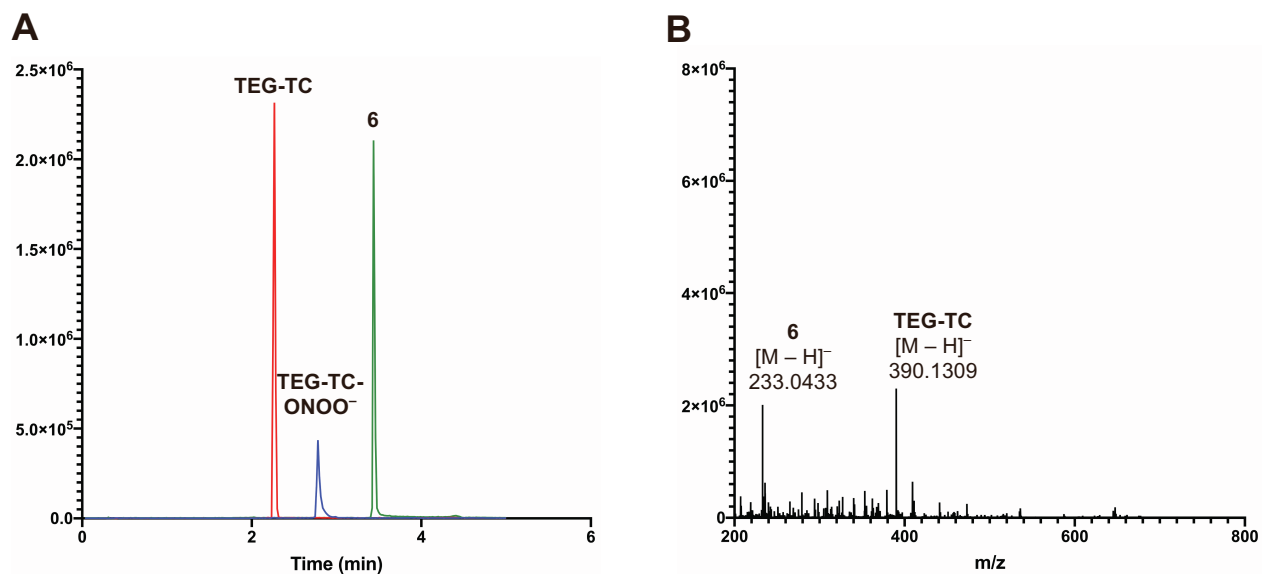 A
2.5×10⁶
2.0×10⁶
1.5×10⁶
1.0×10⁶
5.0×10⁵
0.0
0
2
4
6
Time (min)
TEG-TC
6
TEG-TC-
ONOO⁻
B
8×10⁶
6×10⁶
4×10⁶
2×10⁶
0
200
400
600
800
m/z
6
[M – H]⁻
233.0433
TEG-TC
[M – H]⁻
390.1309